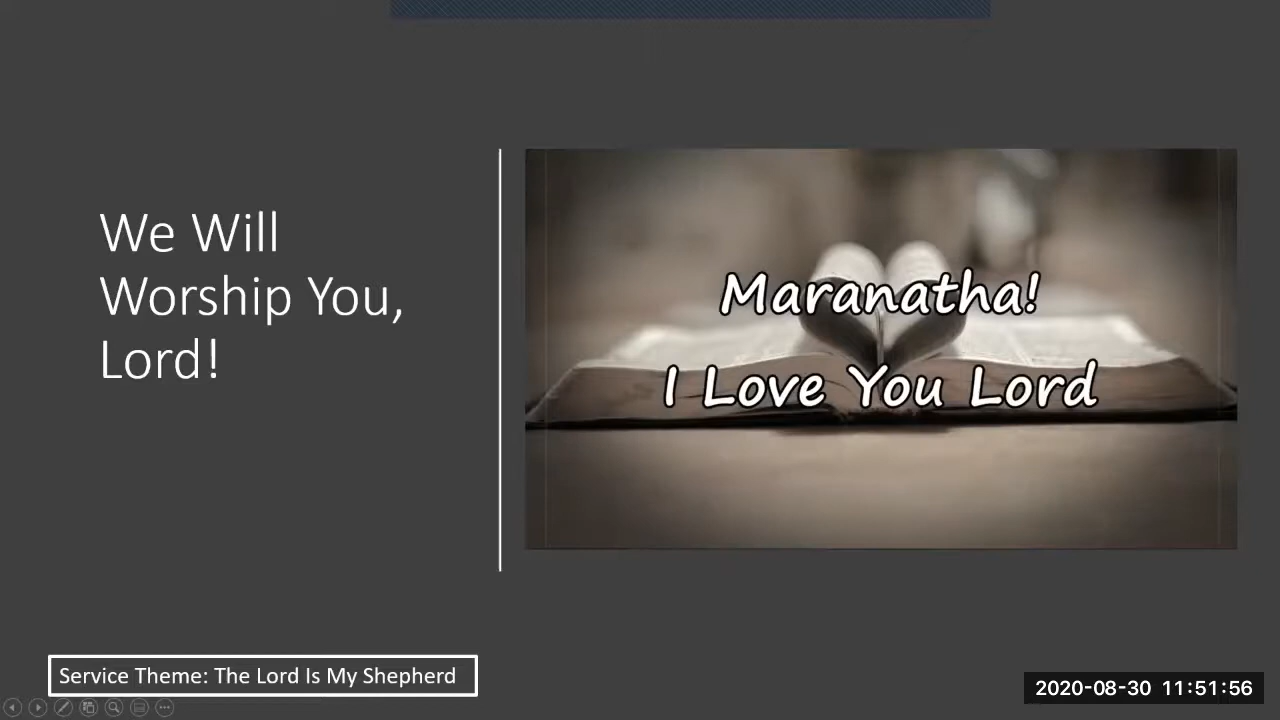 We Will
Worship You,
Lord!
Maranatha!
I Love You Lord
Service Theme: The Lord Is My Shepherd
2020-08-30 11:51:56